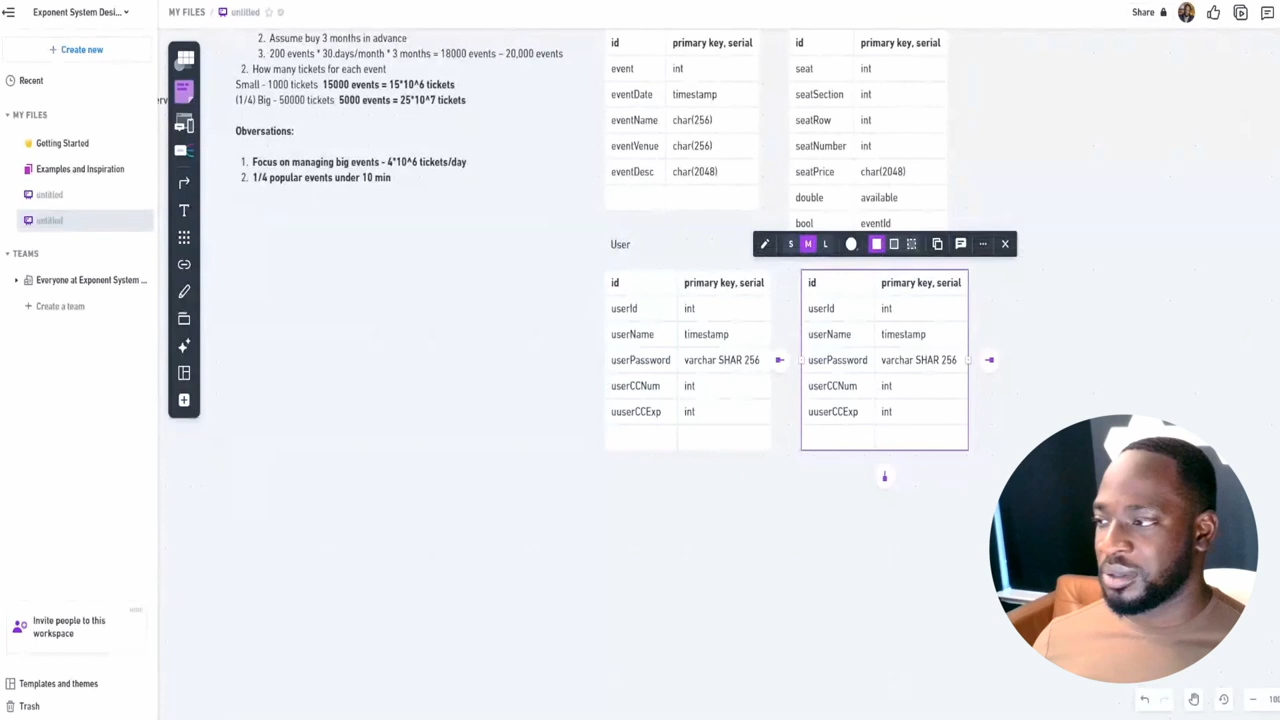 Exponent System Desi...
MY FILES / untitled
Share
+ Create new
Recent
MY FILES
Getting Started
Examples and Inspiration
untitled
untitled
TEAMS
Everyone at Exponent System ...
+ Create a team
Invite people to this
workspace
Templates and themes
Trash
2. Assume buy 3 months in advance
3. 200 events * 30.days/month * 3 months = 18000 events ~ 20,000 events
2. How many tickets for each event
Small - 1000 tickets 15000 events = 15*10^6 tickets
(1/4) Big - 50000 tickets 5000 events = 25*10^7 tickets
Obversations:
1. Focus on managing big events - 4*10^6 tickets/day
2. 1/4 popular events under 10 min
id primary key, serial
event int
eventDate timestamp
eventName char(256)
eventVenue char(256)
eventDesc char(2048)
id primary key, serial
seat int
seatSection int
seatRow int
seatNumber int
seatPrice char(2048)
double available
bool eventId
User
S M L
id primary key, serial
userId int
userName timestamp
userPassword varchar SHAR 256
userCCNum int
uuserCCExp int
id primary key, serial
userId int
userName timestamp
userPassword varchar SHAR 256
userCCNum int
uuserCCExp int